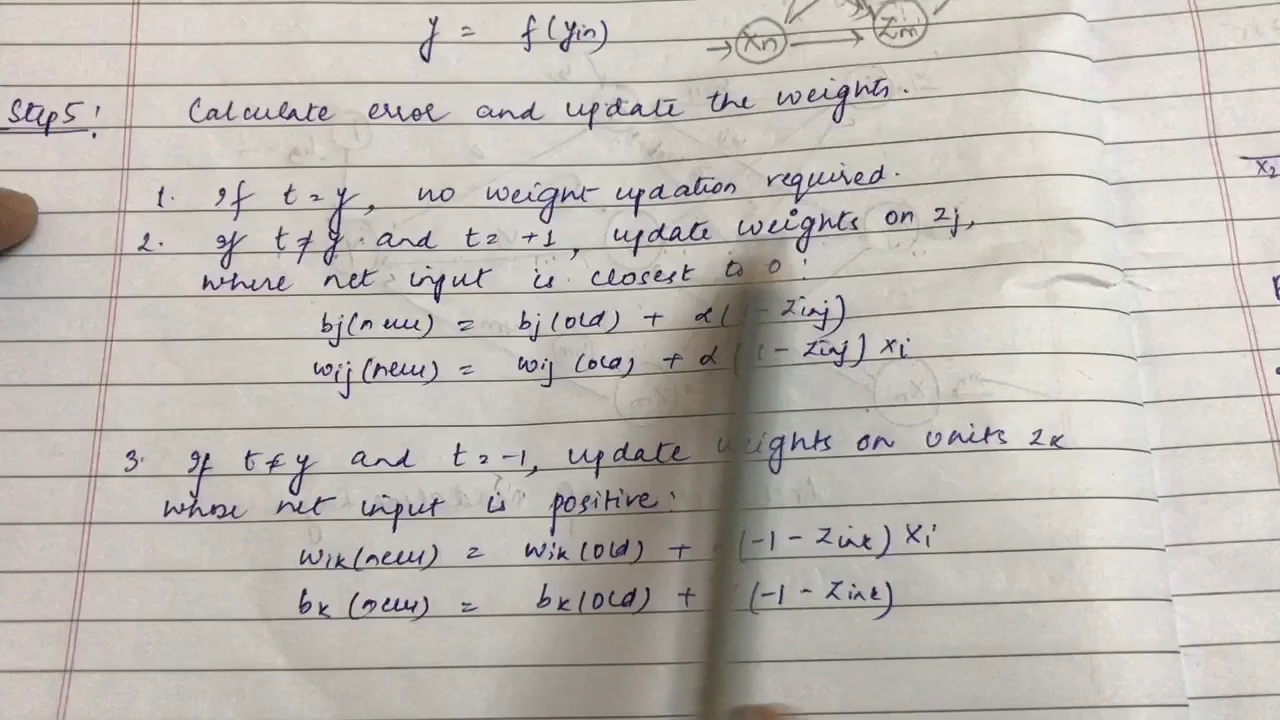 y = f(yin)
Xn Zm
Step 5: Calculate error and update the weights.
1. If t = y, no weight updation required.
2. If t ≠ y and t = +1, update weights on zj,
where net input is closest to 0:
bj(new) = bj(old) + α( - Zinj)
wij(new) = wij(old) + α(1 - Zinj) xi
3. If t ≠ y and t = -1, update weights on units zk
whose net input is positive:
wik(new) = wik(old) + (-1 - Zink) xi
bk(new) = bk(old) + (-1 - Zink)
X2